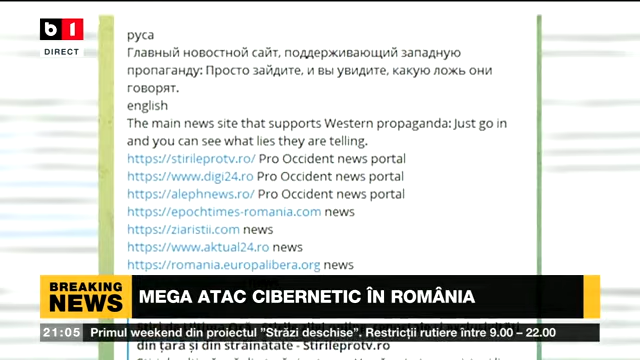 b1
DIRECT
руса
Главный новостной сайт, поддерживающий западную
пропаганду: Просто зайдите, и вы увидите, какую ложь они
говорят.
english
The main news site that supports Western propaganda: Just go in
and you can see what lies they are telling.
https://stirileprotv.ro/ Pro Occident news portal
https://www.digi24.ro Pro Occident news portal
https://alephnews.ro/ Pro Occident news portal
https://epochtimes-romania.com news
https://ziaristii.com news
https://www.aktual24.ro news
https://romania.europalibera.org news
BREAKING
NEWS
MEGA ATAC CIBERNETIC ÎN ROMÂNIA
21:05 Primul weekend din proiectul "Străzi deschise". Restricții rutiere între 9.00 – 22.00
din țară și din străinătate - Stirileprotv.ro